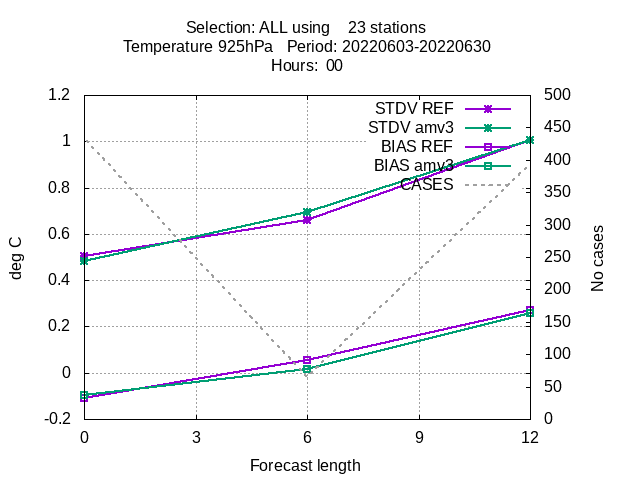 Selection: ALL using    23 stations
Temperature 925hPa   Period: 20220603-20220630
Hours:  00
1.2
1
0.8
0.6
0.4
0.2
0
-0.2
deg C
STDV REF
STDV amv3
BIAS REF
BIAS amv3
CASES
500
450
400
350
300
250
200
150
100
50
0
No cases
0 3 6 9 12
Forecast length